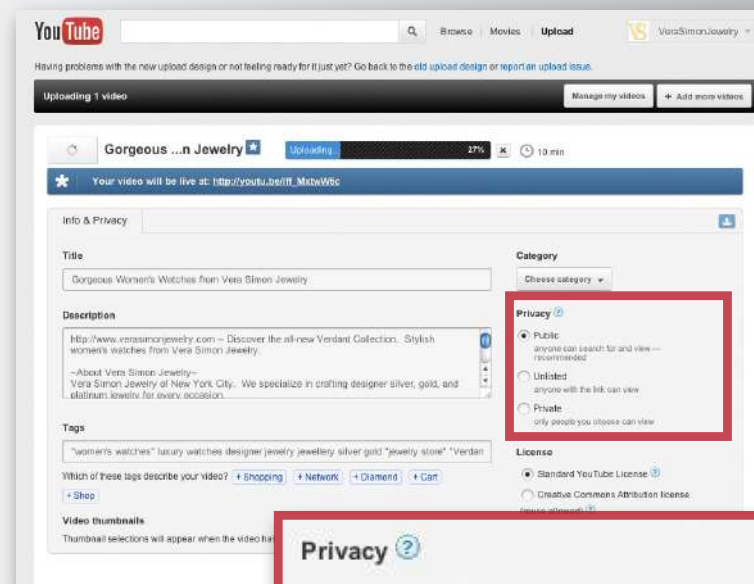 YouTube
Browse Movies Upload VeraSimonJewelry
Having problems with the new upload design or not feeling ready for it just yet? Go back to the old upload design or report an upload issue.
Uploading 1 video
Manage my videos + Add more videos
Gorgeous ...n Jewelry Uploading... 27% x 10 min
Your video will be live at: http://youtu.be/
Info & Privacy
Title
Gorgeous Women's Watches from Vera Simon Jewelry
Category
Choose category
Description
http://www.verasimonjewelry.com -- Discover the all-new Verdant Collection. Stylish
women's watches from Vera Simon Jewelry.
~About Vera Simon Jewelry~
Vera Simon Jewelry of New York City. We specialize in crafting designer silver, gold, and
platinum jewelry for every occasion.
Privacy ?
Public
anyone can search for and view —
recommended
Unlisted
anyone with the link can view
Private
only people you choose can view
Tags
"women's watches" luxury watches designer jewelry jewellery silver gold "jewelry store" "Verdan
Which of these tags describe your video? + Shopping + Network + Diamond + Cart
+ Shop
License
Standard YouTube License ?
Creative Commons Attribution license
(reuse allowed) ?
Video thumbnails
Thumbnail selections will appear when the video ha
Privacy ?